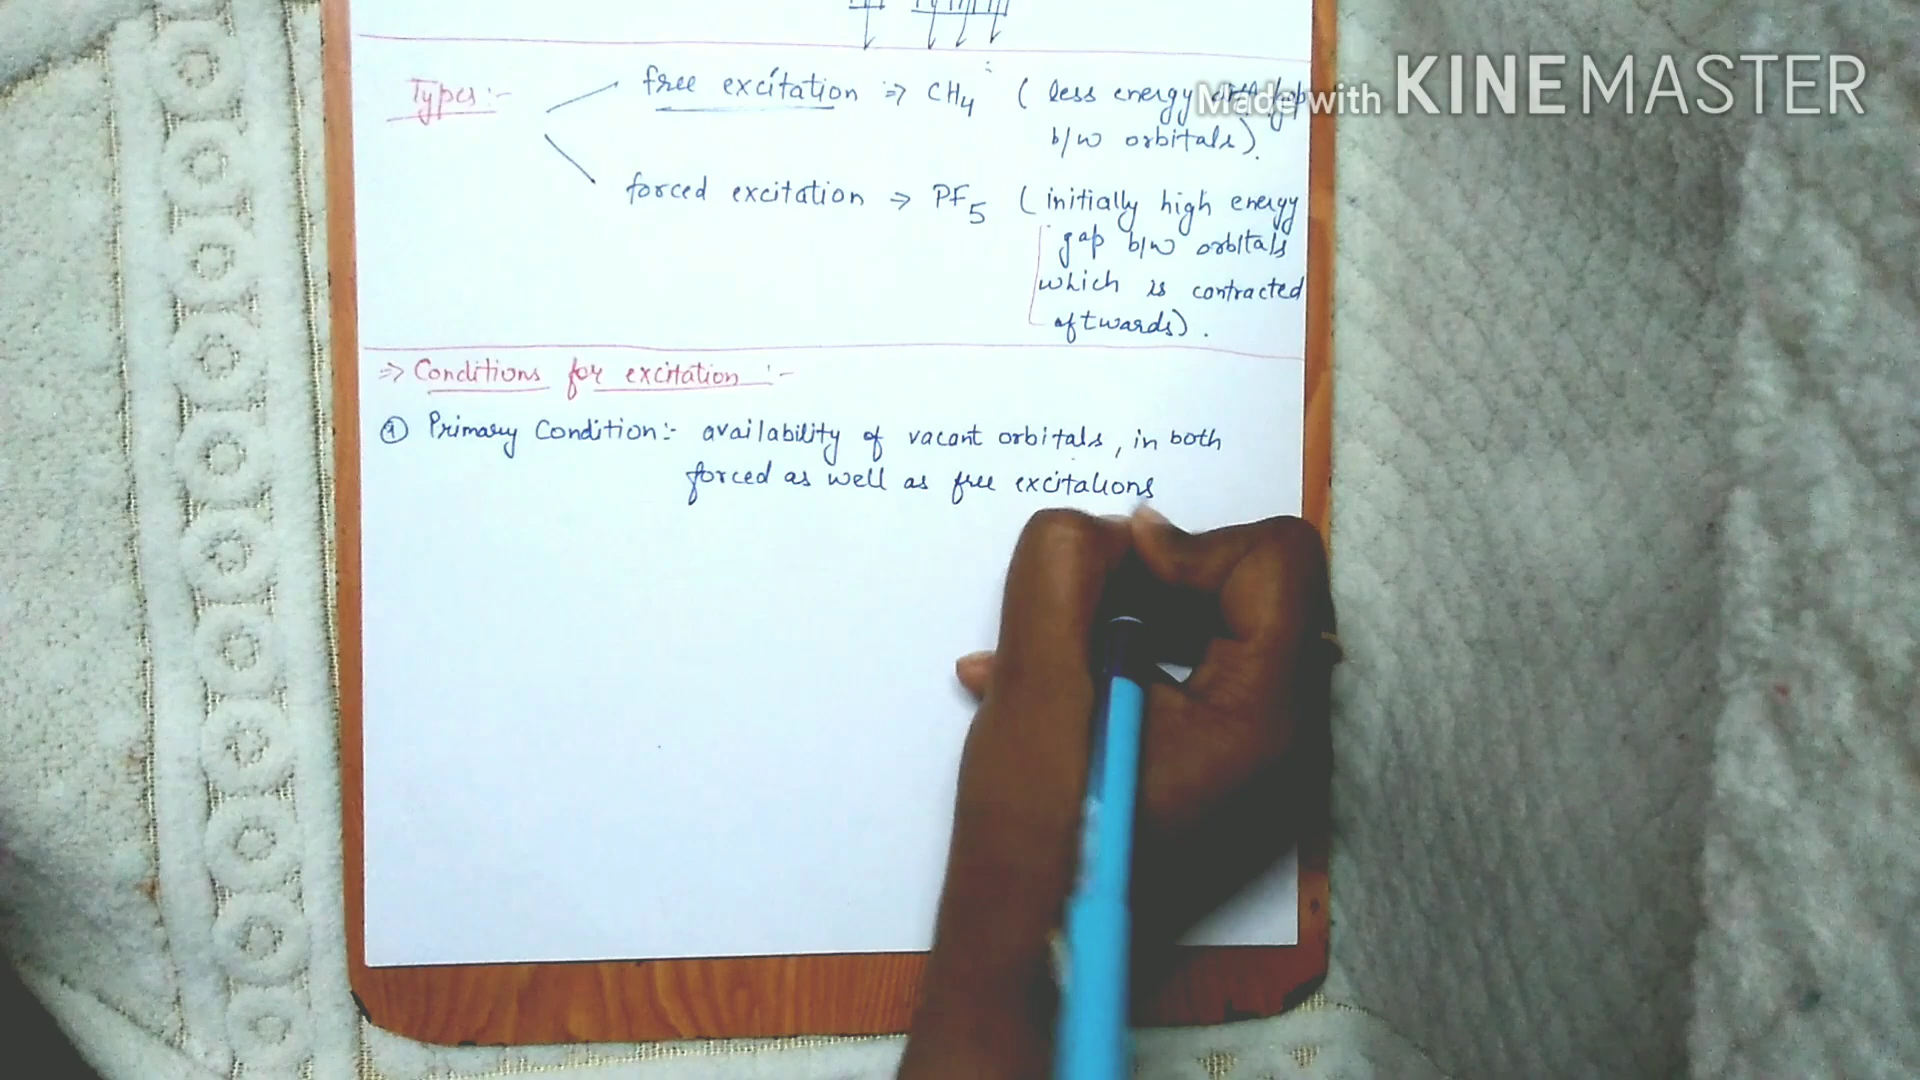 Made with KINEMASTER
Types:-
free excitation => CH4 (less energy gap
b/w orbitals).
forced excitation => PF5 (initially high energy
gap b/w orbitals
which is contracted
aftwards).
=> Conditions for excitation :-
① Primary Condition:- availability of vacant orbitals, in both
forced as well as free excitations